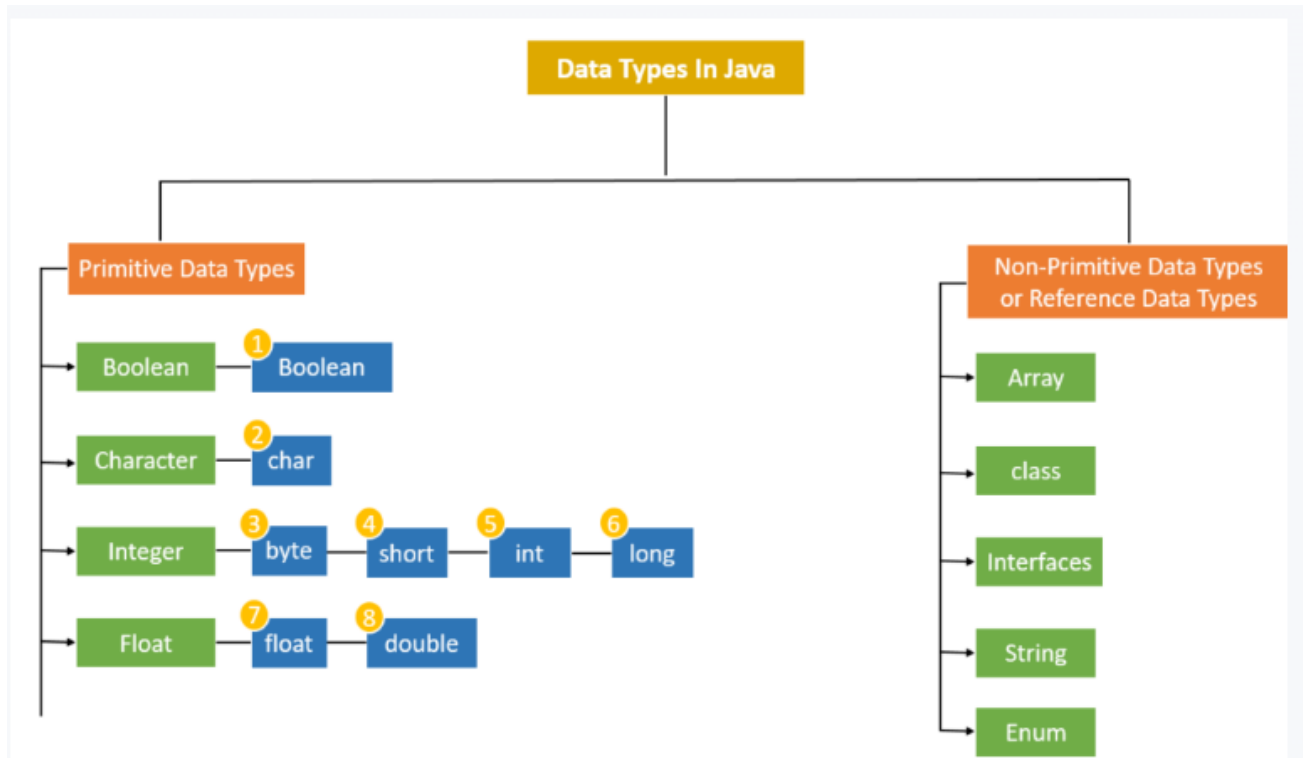 Data Types In Java
Primitive Data Types
Boolean
1
Boolean
Character
2
char
Integer
3
byte
4
short
5
int
6
long
Float
7
float
8
double
Non-Primitive Data Types
or Reference Data Types
Array
class
Interfaces
String
Enum